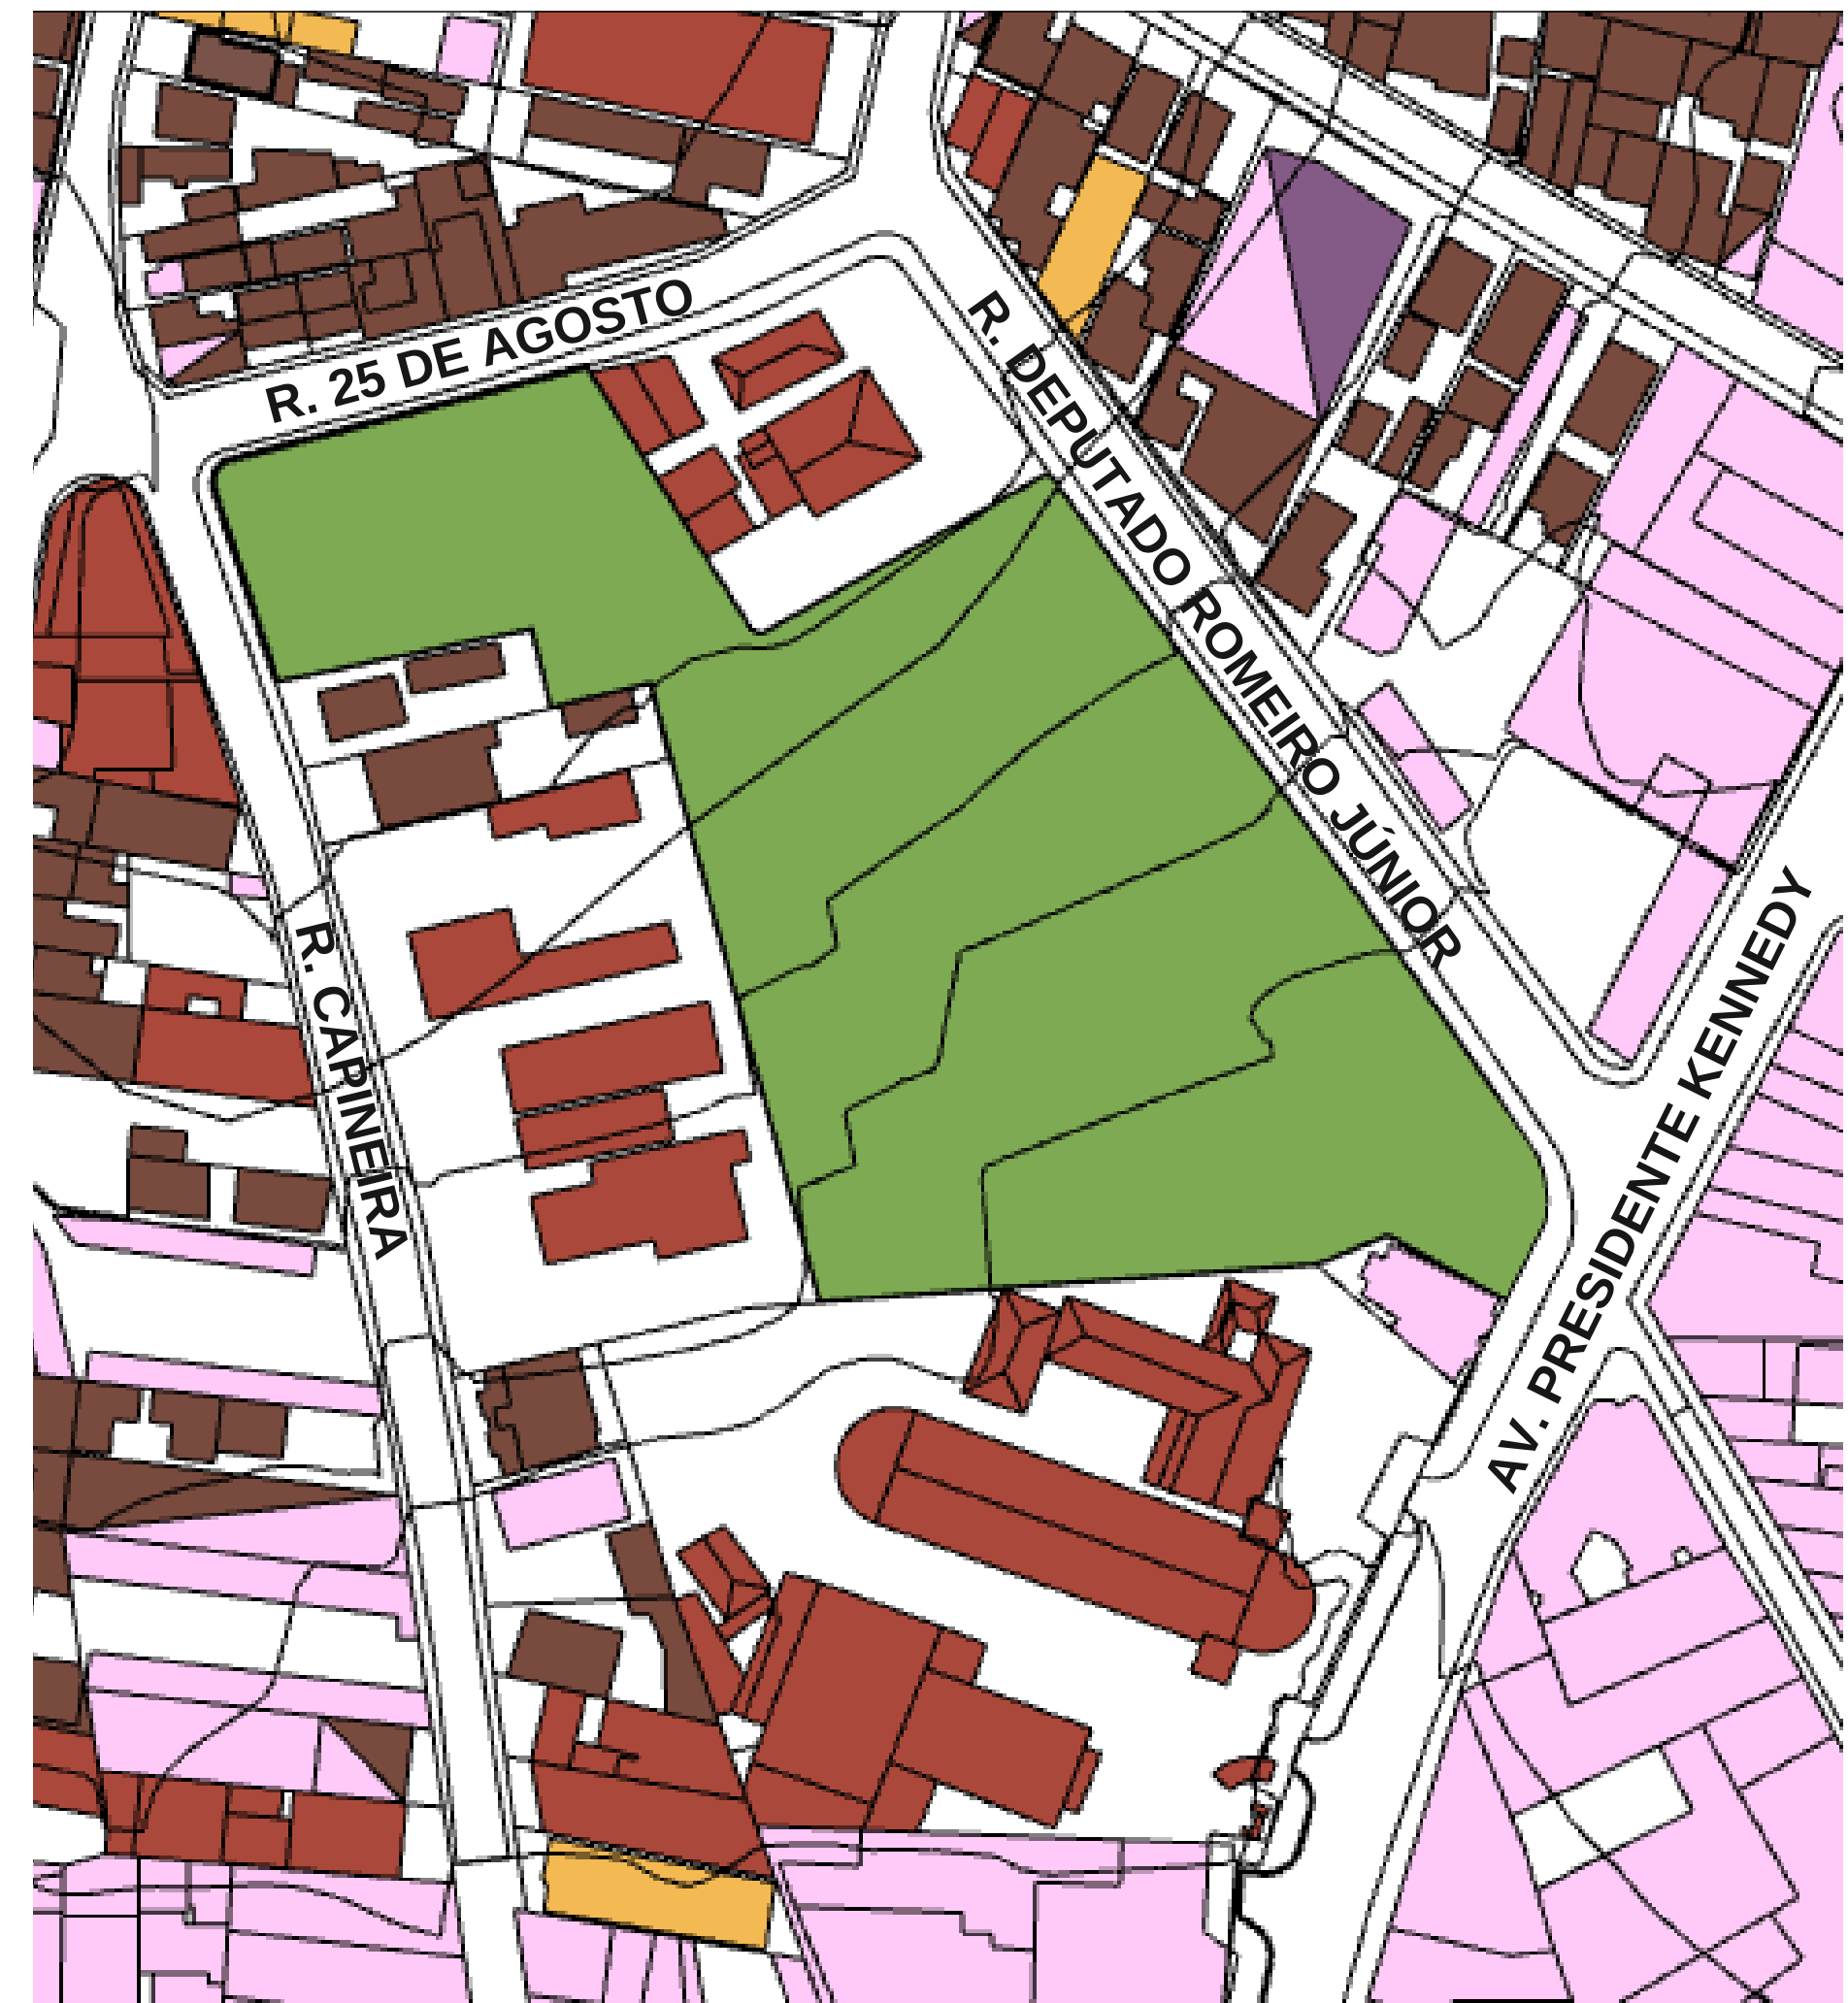 R. 25 DE AGOSTO
R. DEPUTADO ROMEIRO JÚNIOR
R. CAPINEIRA
AV. PRESIDENTE KENNEDY